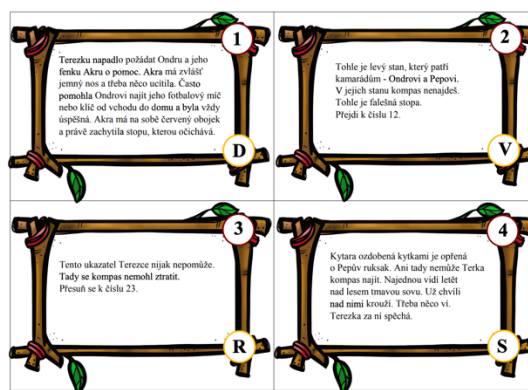 1
Terezku napadlo požádat Ondru a jeho
fenku Akru o pomoc. Akra má zvlášť
jemný nos a třeba něco ucítila. Často
pomohla Ondrovi najít jeho fotbalový míč
nebo klíč od vchodu do domu a byla vždy
úspěšná. Akra má na sobě červený obojek
a právě zachytila stopu, kterou očichává.
D
2
Tohle je levý stan, který patří
kamarádům - Ondrovi a Pepovi.
V jejich stanu kompas nenajdeš.
Tohle je falešná stopa.
Přejdi k číslu 12.
V
3
Tento ukazatel Terezce nijak nepomůže.
Tady se kompas nemohl ztratit.
Přesuň se k číslu 23.
R
4
Kytara ozdobená kytkami je opřená
o Pepův ruksak. Ani tady nemůže Terka
kompas najít. Najednou vidí letět
nad lesem tmavou sovu. Už chvíli
nad nimi krouží. Třeba něco ví.
Terezka za ní spěchá.
S